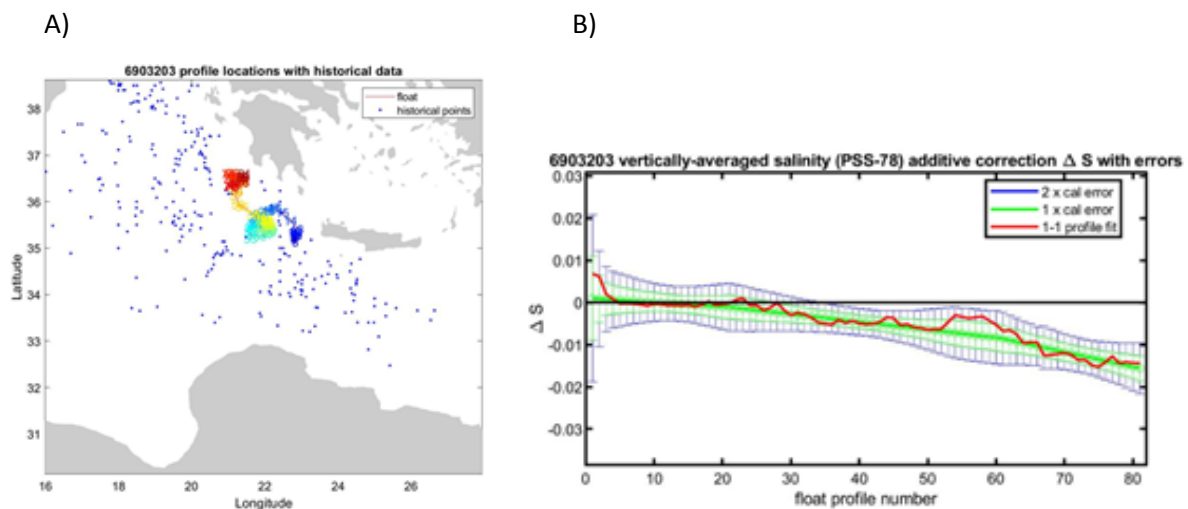 A)
B)
6903203 profile locations with historical data
float
historical points
38
37
36
35
34
33
32
31
Latitude
16
18
20
22
24
26
Longitude
6903203 vertically-averaged salinity (PSS-78) additive correction Δ S with errors
2 x cal error
1 x cal error
1-1 profile fit
0.03
0.02
0.01
0
-0.01
-0.02
-0.03
Δ S
0
10
20
30
40
50
60
70
80
float profile number